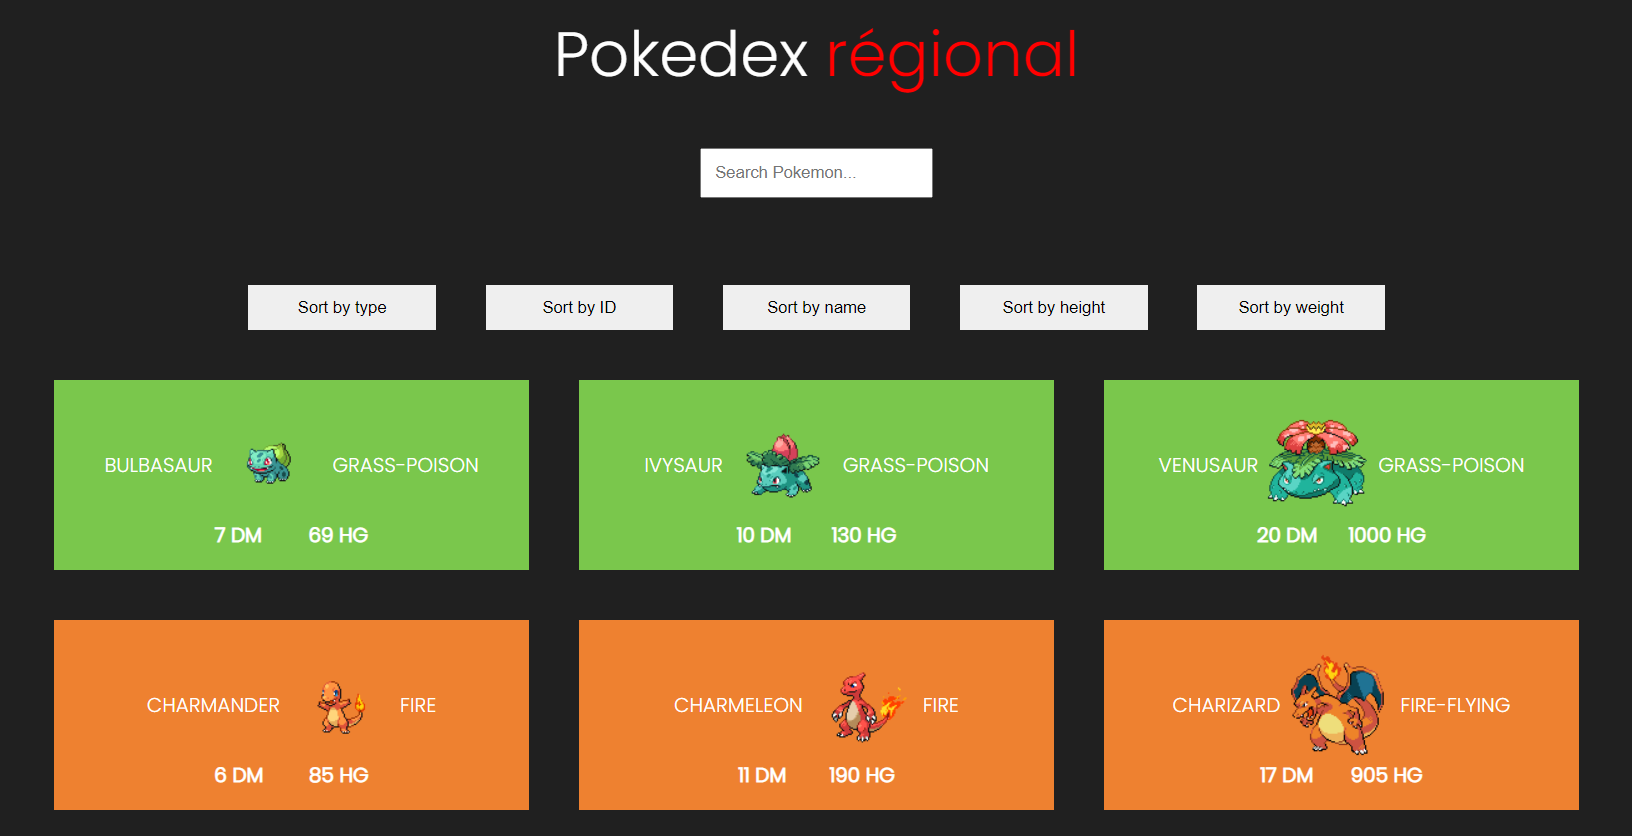 Pokedex régional
Search Pokemon...
Sort by type
Sort by ID
Sort by name
Sort by height
Sort by weight
BULBASAUR GRASS-POISON
7 DM 69 HG
IVYSAUR GRASS-POISON
10 DM 130 HG
VENUSAUR GRASS-POISON
20 DM 1000 HG
CHARMANDER FIRE
6 DM 85 HG
CHARMELEON FIRE
11 DM 190 HG
CHARIZARD FIRE-FLYING
17 DM 905 HG